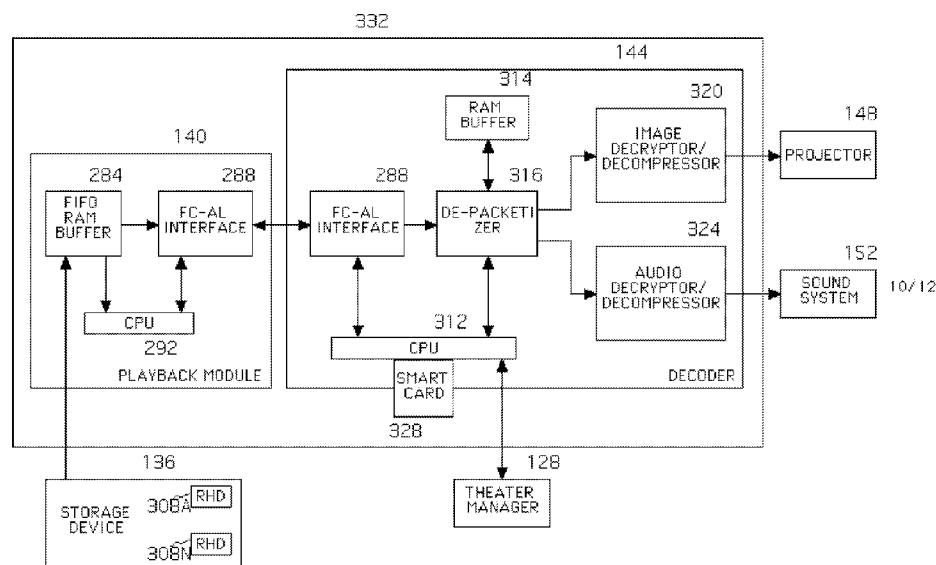 332
144
314
RAM
BUFFER
320
IMAGE
DECRYPTOR/
DECOMPRESSOR
148
PROJECTOR
140
284
FIFO
RAM
BUFFER
288
FC-AL
INTERFACE
288
FC-AL
INTERFACE
316
DE-PACKETI
ZER
324
AUDIO
DECRYPTOR/
DECOMPRESSOR
152
SOUND
SYSTEM
10/12
CPU
292
312
CPU
PLAYBACK MODULE
SMART
CARD
DECODER
328
136
STORAGE
DEVICE
308A
RHD
308N
RHD
128
THEATER
MANAGER